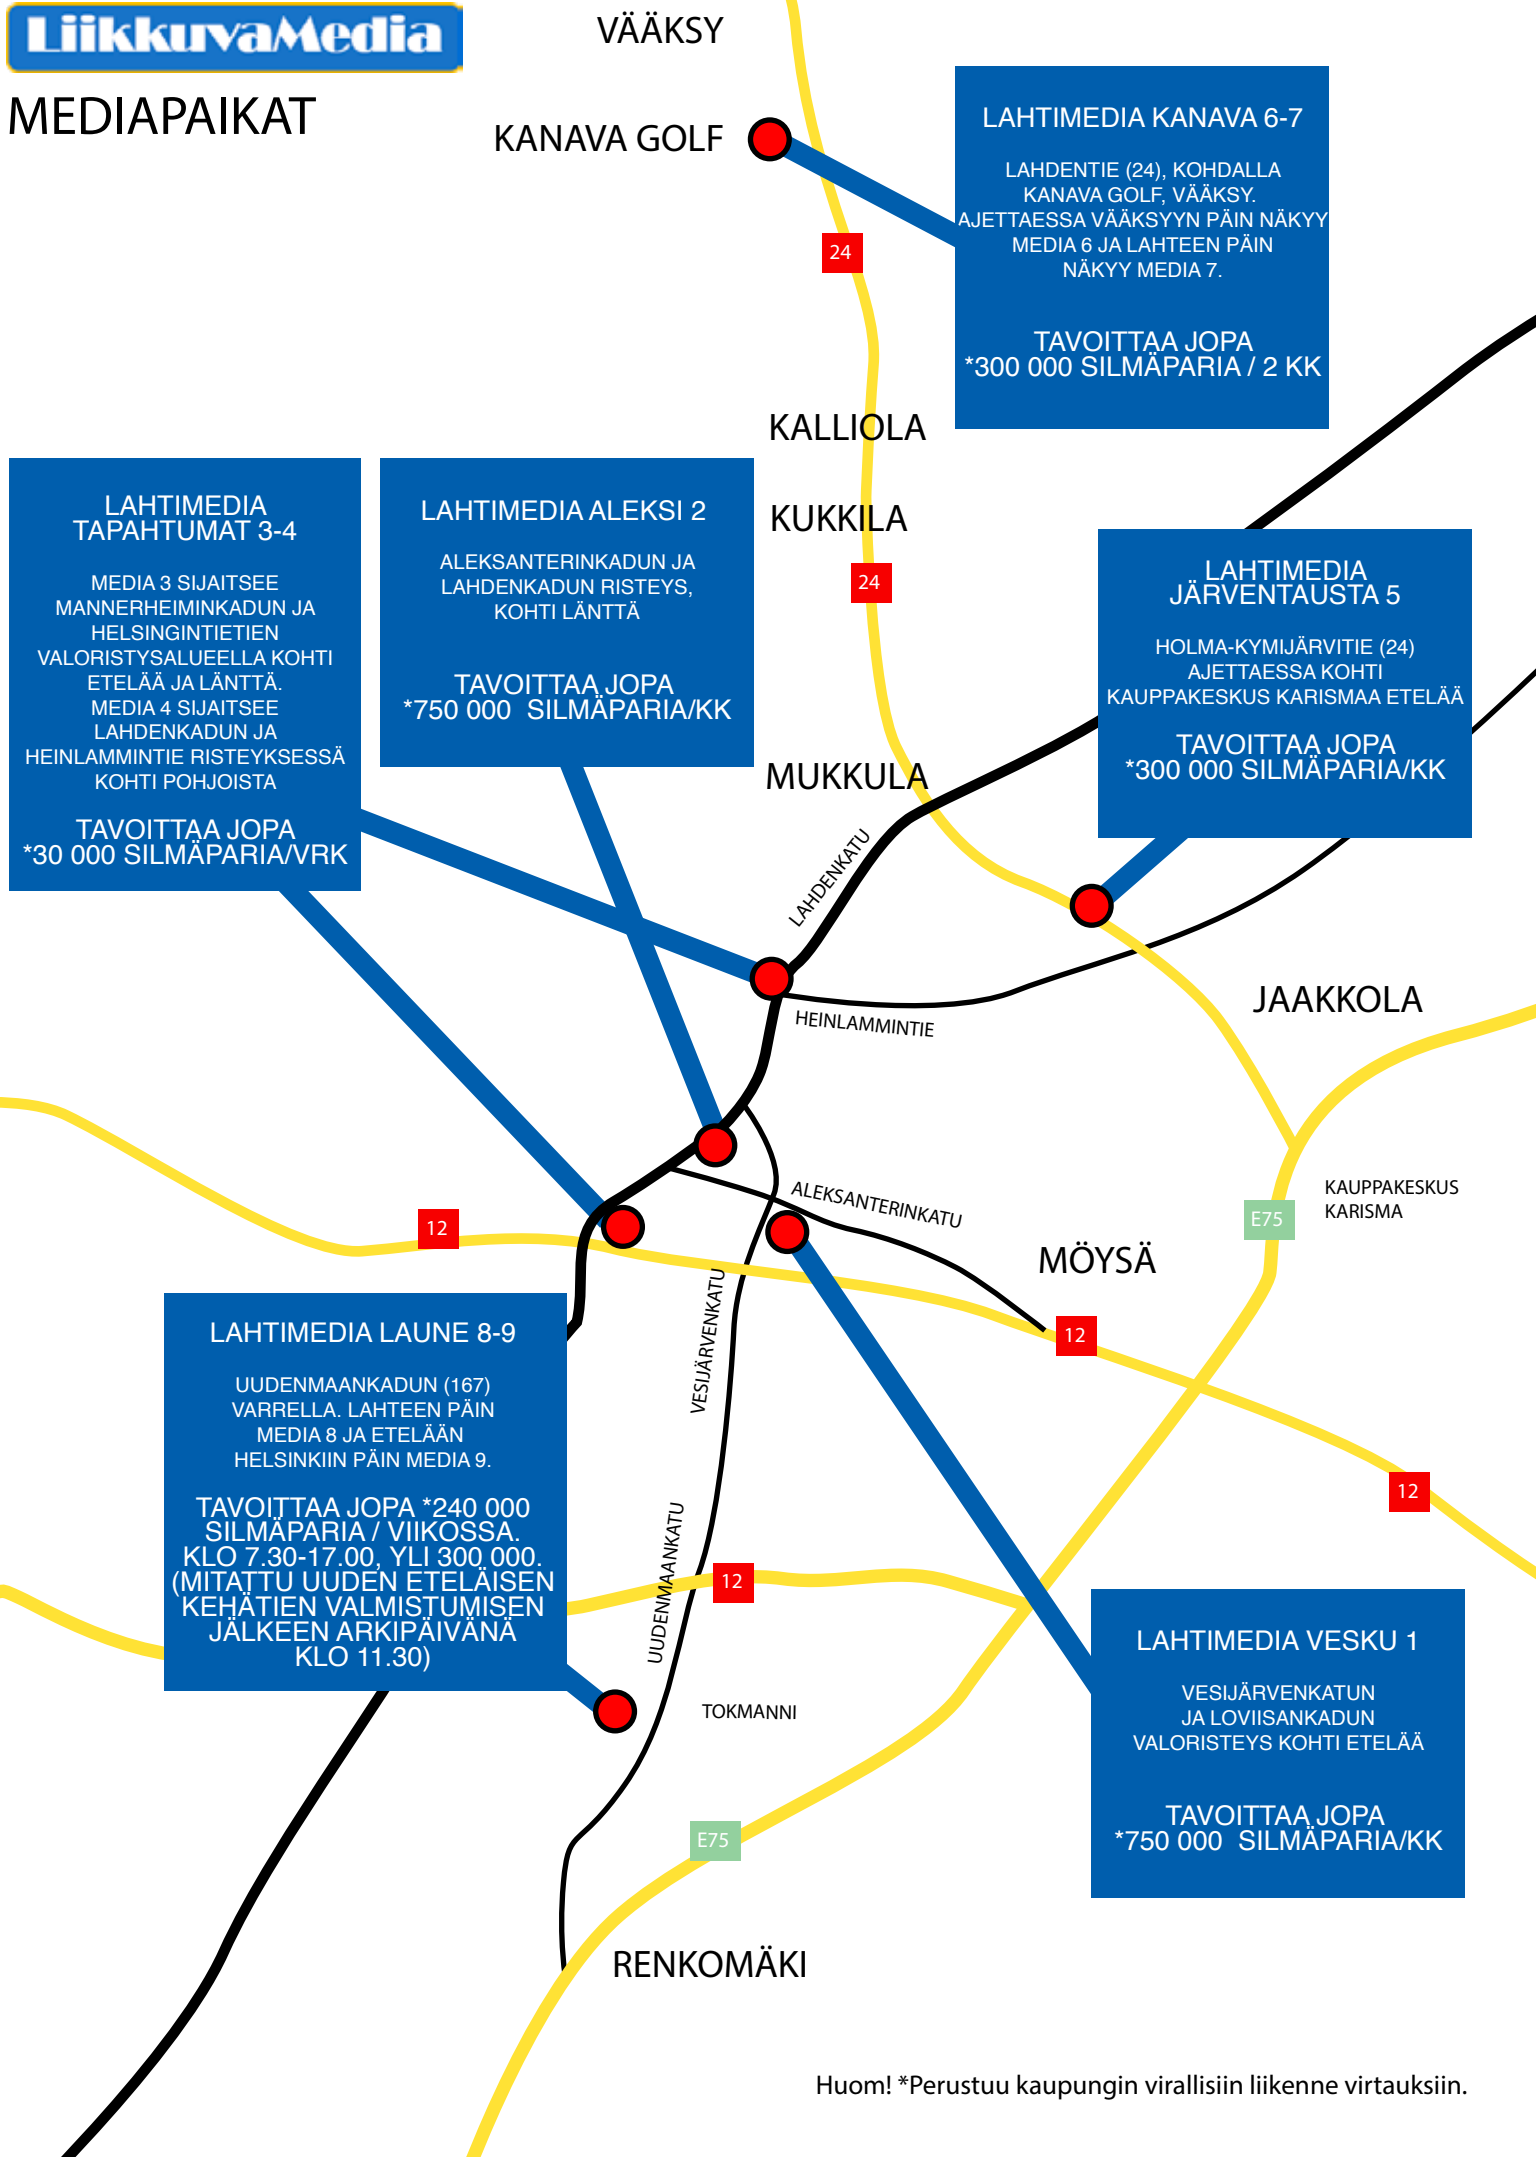 LiikkuvaMedia
MEDIAPAIKAT
VÄÄKSY
KANAVA GOLF
LAHTIMEDIA KANAVA 6-7
LAHDENTIE (24), KOHDALLA
KANAVA GOLF, VÄÄKSY.
AJETTAESSA VÄÄKSYYN PÄIN NÄKYY
MEDIA 6 JA LAHTEEN PÄIN
NÄKYY MEDIA 7.
TAVOITTAA JOPA
*300 000 SILMÄPARIA / 2 KK
24
KALLIOLA
KUKKILA
24
LAHTIMEDIA
TAPAHTUMAT 3-4
MEDIA 3 SIJAITSEE
MANNERHEIMINKADUN JA
HELSINGINTIETIEN
VALORISTYSALUEELLA KOHTI
ETELÄÄ JA LÄNTTÄ.
MEDIA 4 SIJAITSEE
LAHDENKADUN JA
HEINLAMMINTIE RISTEYKSESSÄ
KOHTI POHJOISTA
TAVOITTAA JOPA
*30 000 SILMÄPARIA/VRK
LAHTIMEDIA ALEKSI 2
ALEKSANTERINKADUN JA
LAHDENKADUN RISTEYS,
KOHTI LÄNTTÄ
TAVOITTAA JOPA
*750 000 SILMÄPARIA/KK
LAHTIMEDIA
JÄRVENTAUSTA 5
HOLMA-KYMIJÄRVITIE (24)
AJETTAESSA KOHTI
KAUPPAKESKUS KARISMAA ETELÄÄ
TAVOITTAA JOPA
*300 000 SILMÄPARIA/KK
MUKKULA
LAHDENKATU
HEINLAMMINTIE
JAAKKOLA
KAUPPAKESKUS
KARISMA
E75
ALEKSANTERINKATU
MÖYSÄ
12
12
12
VESIJÄRVENKATU
LAHTIMEDIA LAUNE 8-9
UUDENMAANKADUN (167)
VARRELLA. LAHTEEN PÄIN
MEDIA 8 JA ETELÄÄN
HELSINKIIN PÄIN MEDIA 9.
TAVOITTAA JOPA *240 000
SILMÄPARIA / VIIKOSSA.
KLO 7.30-17.00, YLI 300 000.
(MITATTU UUDEN ETELÄISEN
KEHÄTIEN VALMISTUMISEN
JÄLKEEN ARKIPÄIVÄNÄ
KLO 11.30)
UUDENMAANKATU
12
TOKMANNI
LAHTIMEDIA VESKU 1
VESIJÄRVENKATUN
JA LOVIISANKADUN
VALORISTEYS KOHTI ETELÄÄ
TAVOITTAA JOPA
*750 000 SILMÄPARIA/KK
E75
RENKOMÄKI
Huom! *Perustuu kaupungin virallisiin liikenne virtauksiin.